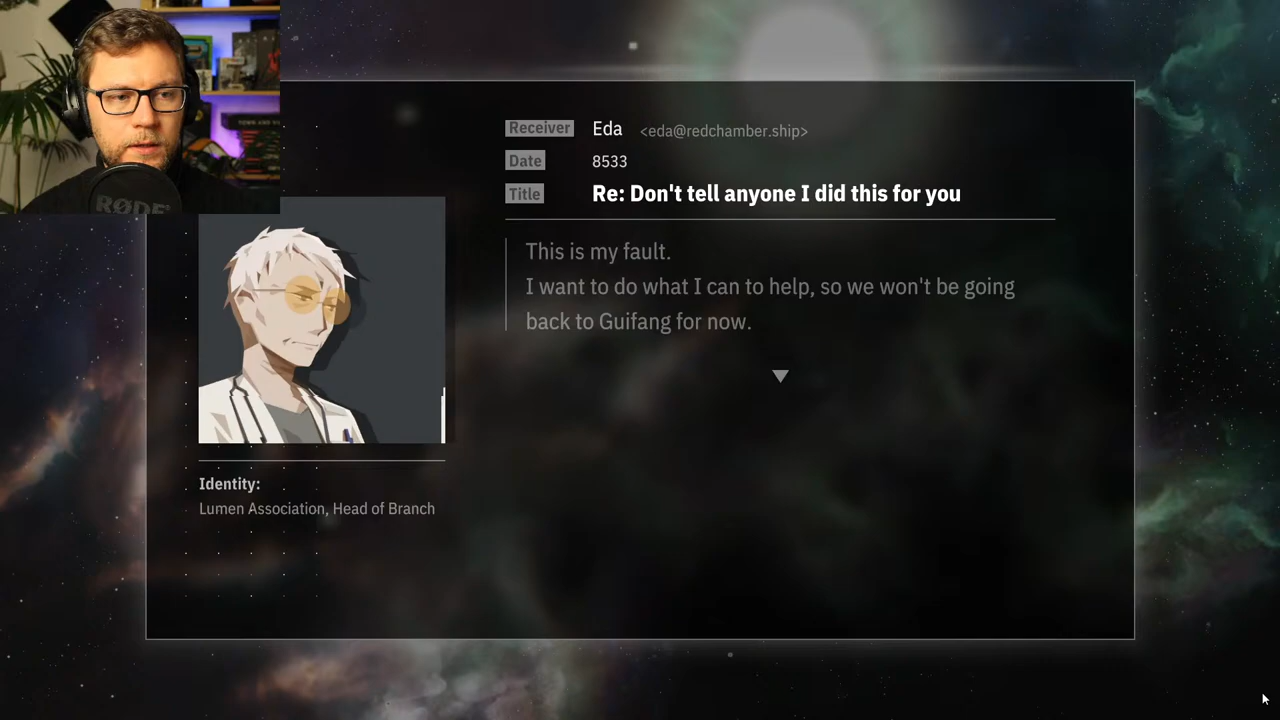 Receiver Eda <eda@redchamber.ship>
Date 8533
Title Re: Don't tell anyone I did this for you
This is my fault.
I want to do what I can to help, so we won't be going
back to Guifang for now.
Identity:
Lumen Association, Head of Branch
RØDE